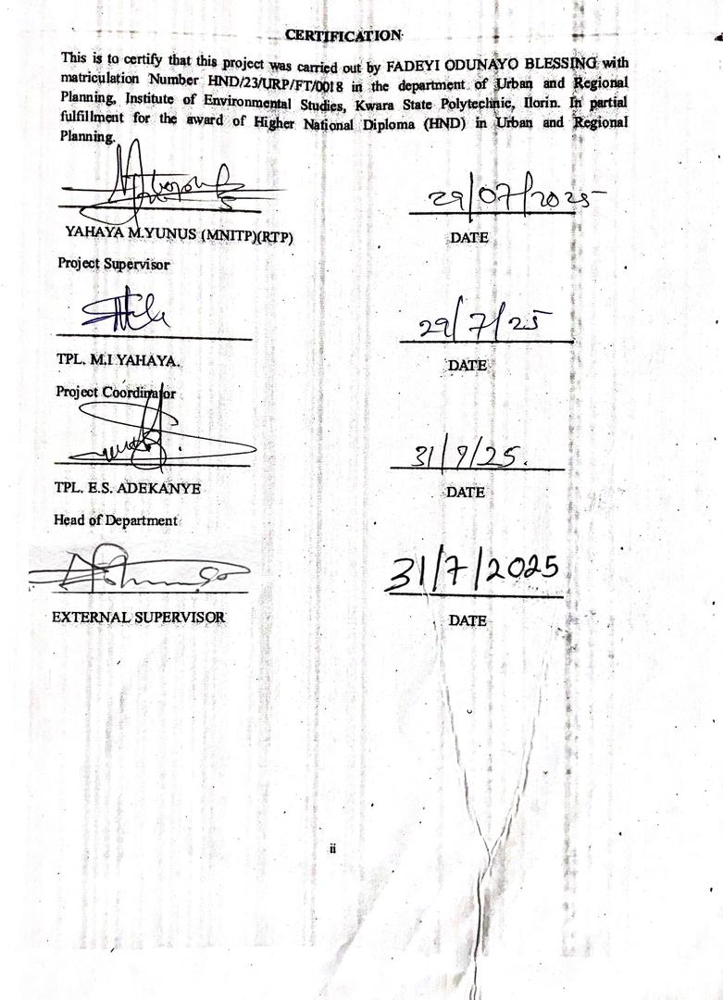 CERTIFICATION
This is to certify that this project was carried out by FADEYI ODUNAYO BLESSING with
matriculation Number HND/23/URP/FT/0018 in the department of Urban and Regional
Planning, Institute of Environmental Studies, Kwara State Polytechnic, Ilorin. In partial
fulfillment for the award of Higher National Diploma (HND) in Urban and Regional
Planning.
29/07/2025
YAHAYA M.YUNUS (MNITP)(RTP) DATE
Project Supervisor
29/7/25
TPL. M.I YAHAYA. DATE
Project Coordinator
31/7/25.
TPL. E.S. ADEKANYE DATE
Head of Department
31/7/2025
EXTERNAL SUPERVISOR DATE
ii